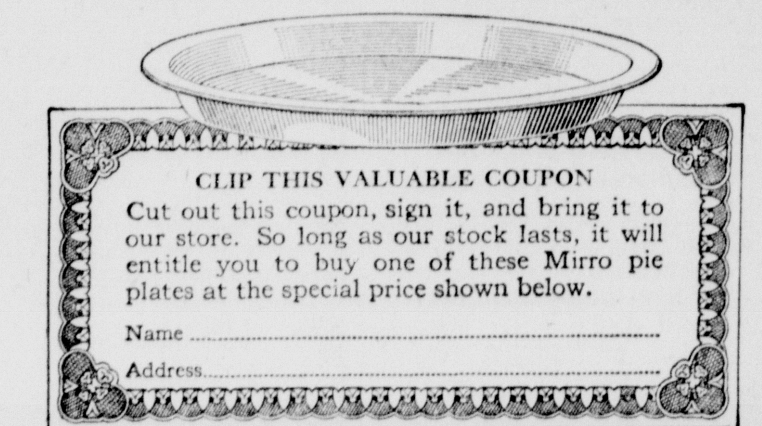 CLIP THIS VALUABLE COUPON
Cut out this coupon, sign it, and bring it to
our store. So long as our stock lasts, it will
entitle you to buy one of these Mirro pie
plates at the special price shown below.
Name
Address